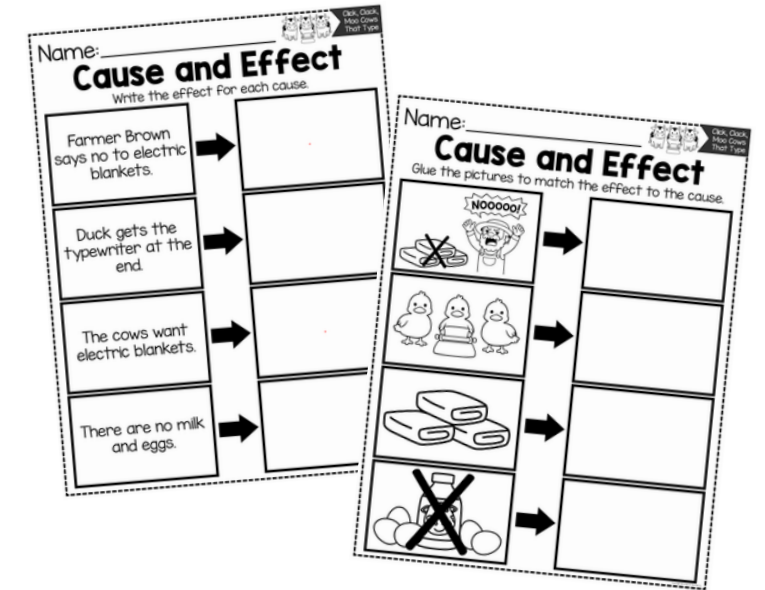 Click, Clack,
Moo Cows
That Type
Name:
Cause and Effect
Write the effect for each cause.
Farmer Brown
says no to electric
blankets.
Duck gets the
typewriter at the
end.
The cows want
electric blankets.
There are no milk
and eggs.
Click, Clack,
Moo Cows
That Type
Name:
Cause and Effect
Glue the pictures to match the effect to the cause.
NOOOOO!